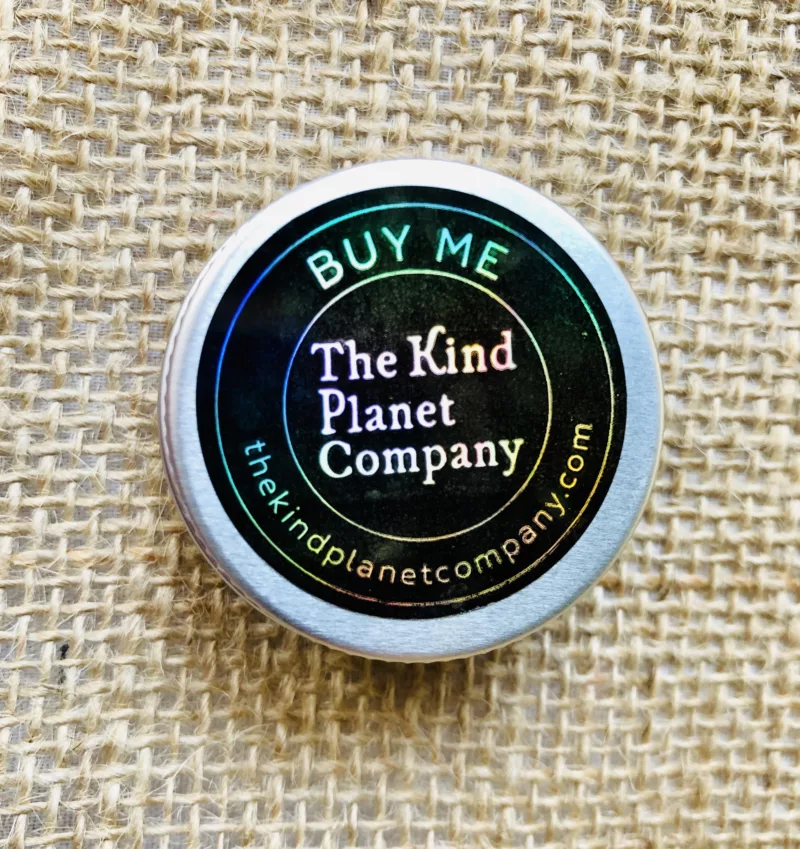 BUY ME
The Kind
Planet
Company
thekindplanetcompany.com